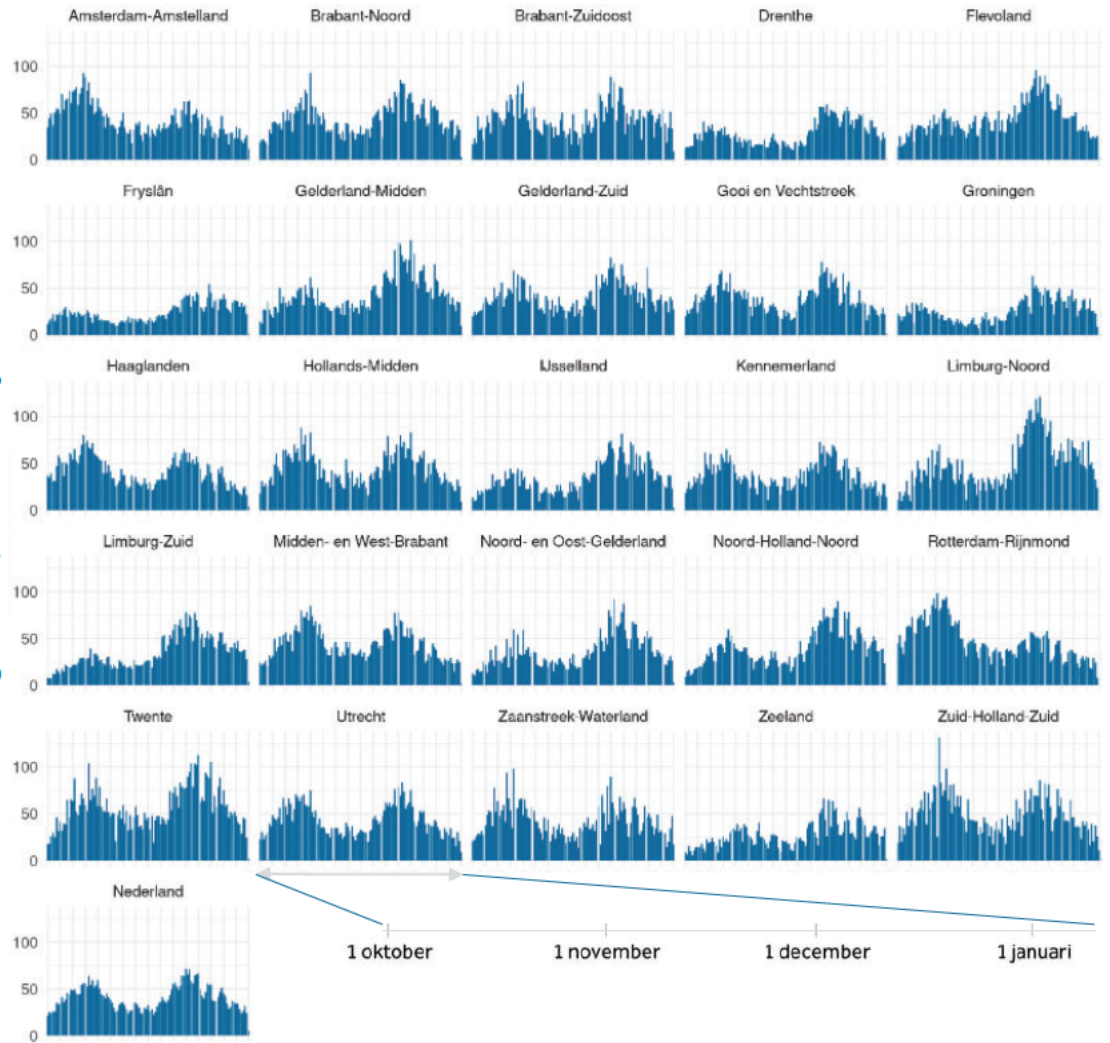 Amsterdam-Amstelland Brabant-Noord Brabant-Zuidoost Drenthe Flevoland
100
50
0
Fryslân Gelderland-Midden Gelderland-Zuid Gooi en Vechtstreek Groningen
100
50
0
Haaglanden Hollands-Midden IJsselland Kennemerland Limburg-Noord
100
50
0
Limburg-Zuid Midden- en West-Brabant Noord- en Oost-Gelderland Noord-Holland-Noord Rotterdam-Rijnmond
100
50
0
Twente Utrecht Zaanstreek-Waterland Zeeland Zuid-Holland-Zuid
100
50
0
Nederland
100
50
0
1 oktober 1 november 1 december 1 januari